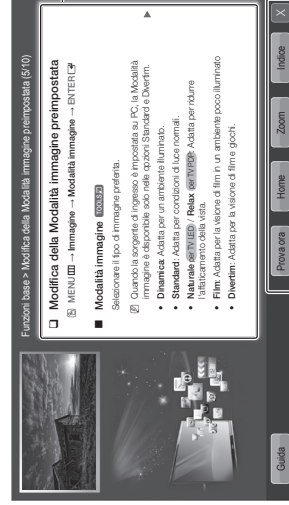 Funzioni base > Modifica della Modalità immagine preimpostata (5/10)
❑ Modifica della Modalità immagine preimpostata
MENU → Immagine → Modalità immagine → ENTER
■ Modalità immagine TOOLS
Selezionare il tipo di immagine preferita.
Quando la sorgente di ingresso è impostata su PC, la Modalità
immagine è disponibile solo nelle opzioni Standard e Divertim.
• Dinamica: Adatta per un ambiente illuminato.
• Standard: Adatta per condizioni di luce normali.
• Naturale per TV LED / Relax per TV PDP: Adatta per ridurre
l'affaticamento della vista.
• Film: Adatta per la visione di film in un ambiente poco illuminato
• Divertim: Adatta per la visione di film e giochi.
Guida
Prova ora
Home
Zoom
Indice
X